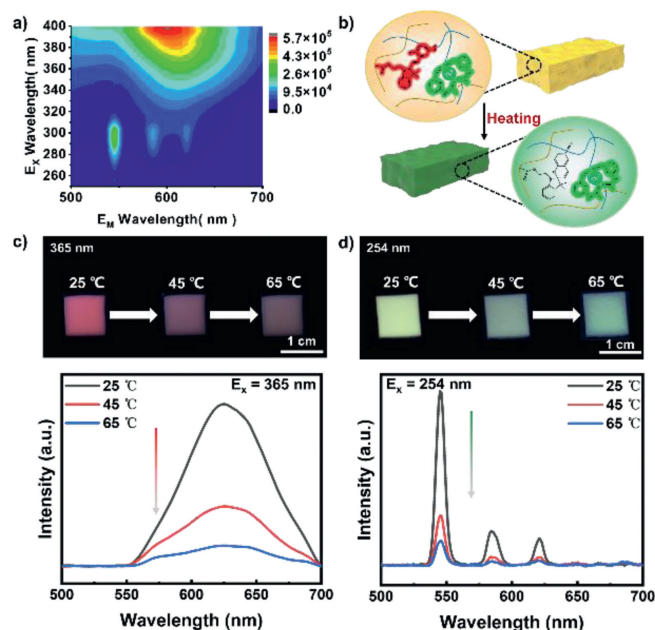 a)
Eₓ Wavelength( nm )
400
380
360
340
320
300
280
260
500
600
700
E_M Wavelength( nm )
5.7×10⁵
4.3×10⁵
2.6×10⁵
9.5×10⁴
0.0
b)
Heating
c)
365 nm
25 ℃
45 ℃
65 ℃
1 cm
Intensity (a.u.)
25 ℃
45 ℃
65 ℃
Eₓ = 365 nm
500
550
600
650
700
Wavelength (nm)
d)
254 nm
25 ℃
45 ℃
65 ℃
1 cm
Intensity (a.u.)
Eₓ = 254 nm
25 ℃
45 ℃
65 ℃
500
550
600
650
700
Wavelength (nm)